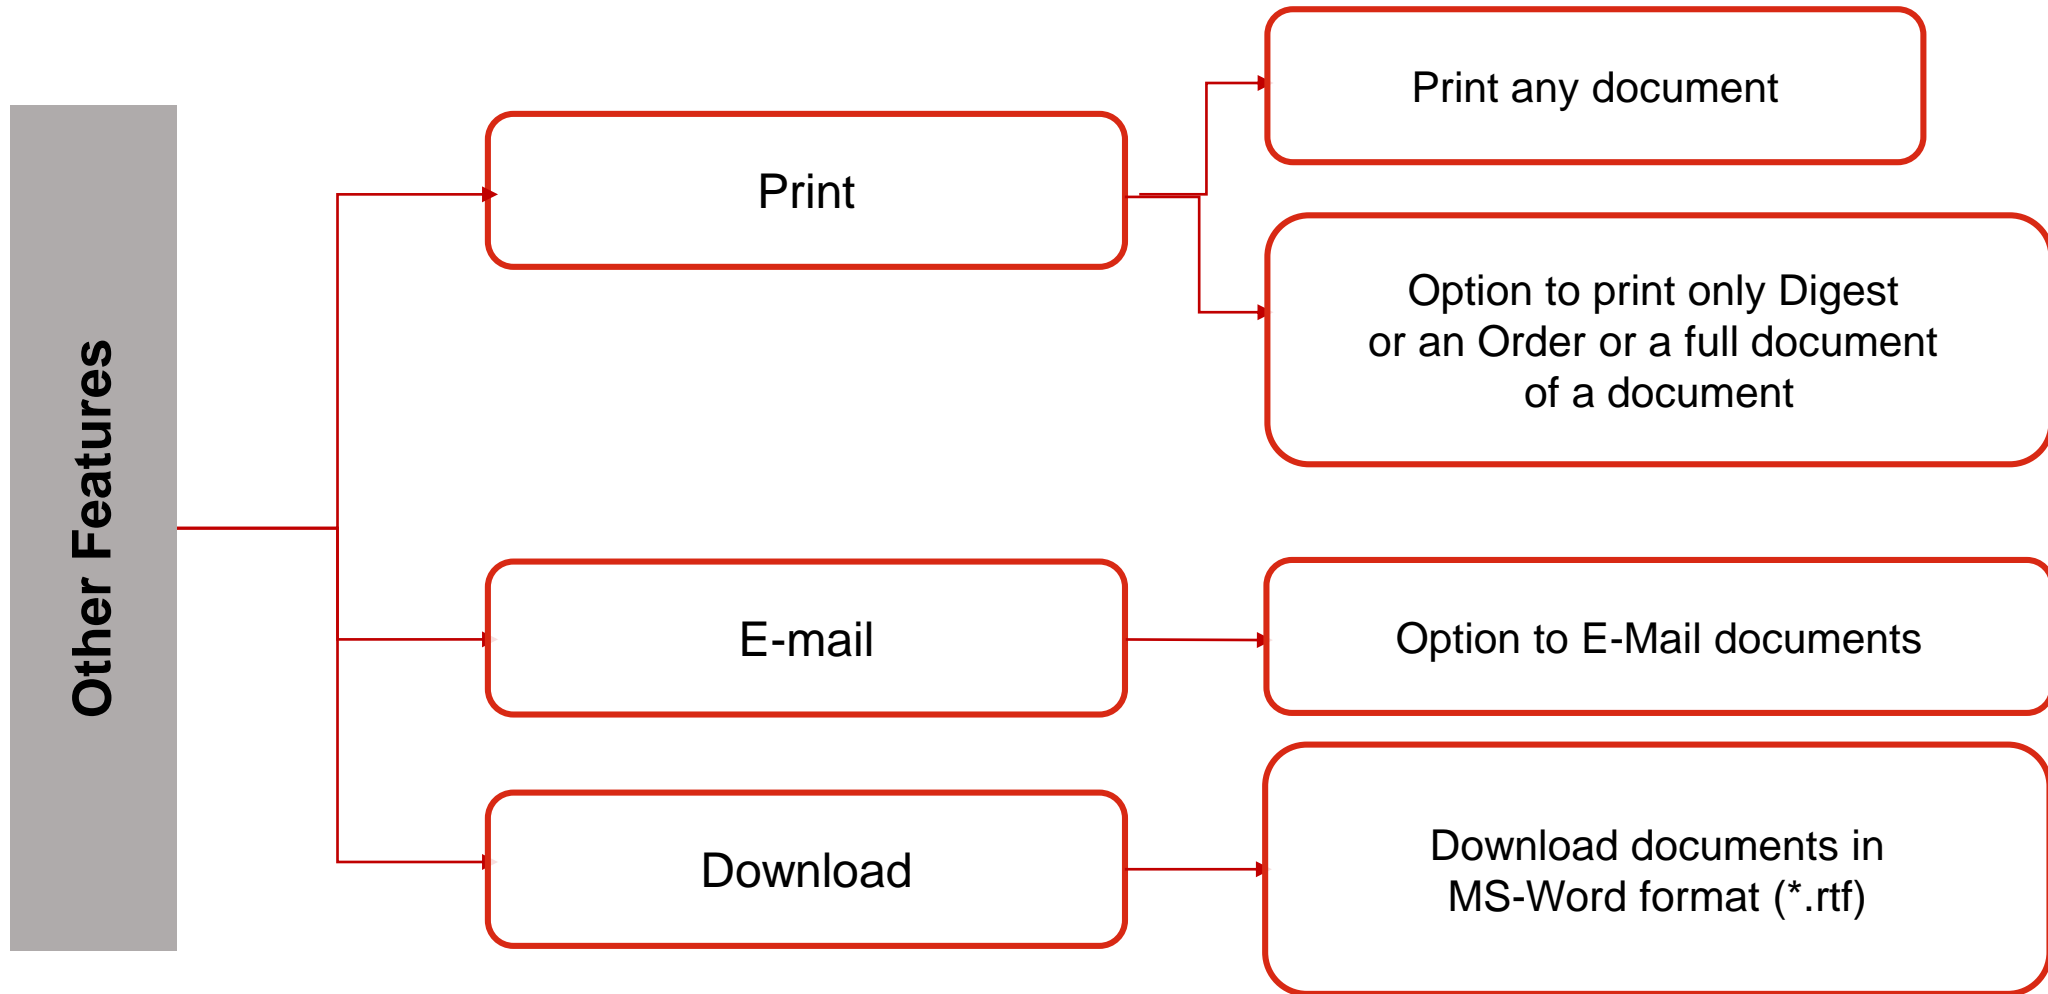 Other Features
Print
Print any document
Option to print only Digest
or an Order or a full document
of a document
E-mail
Option to E-Mail documents
Download
Download documents in
MS-Word format (*.rtf)